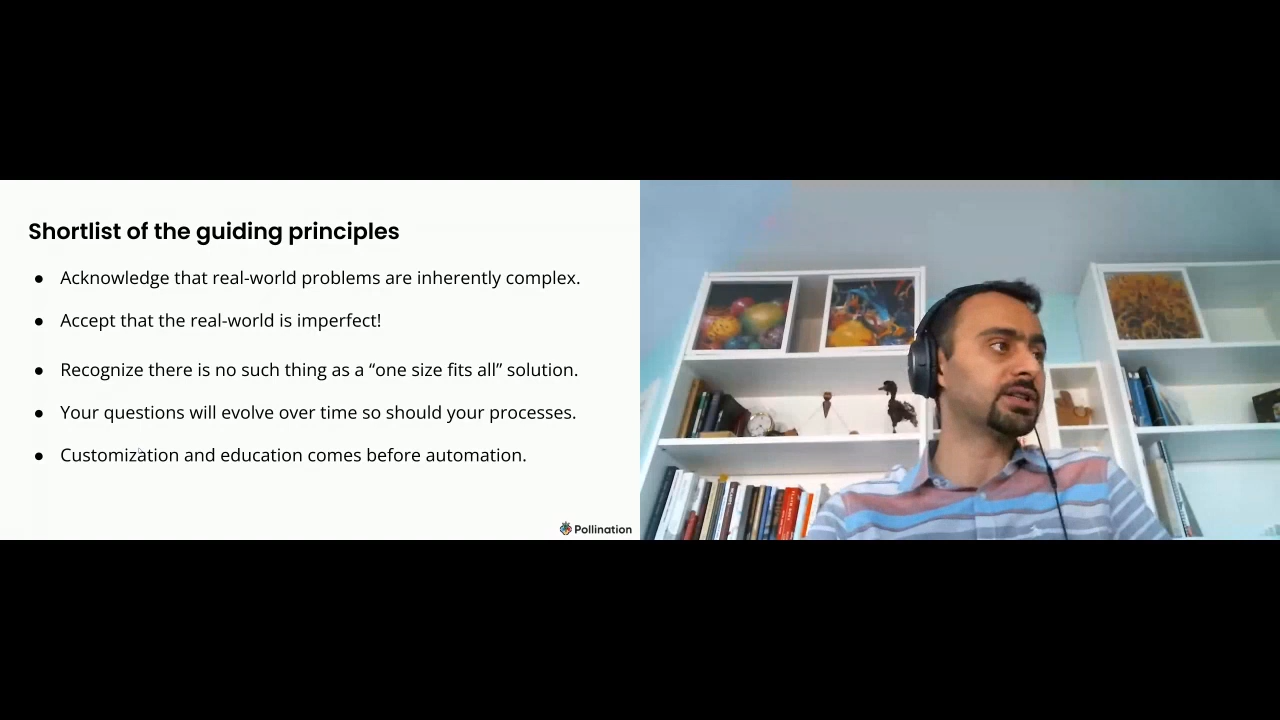 Shortlist of the guiding principles
● Acknowledge that real-world problems are inherently complex.
● Accept that the real-world is imperfect!
● Recognize there is no such thing as a “one size fits all” solution.
● Your questions will evolve over time so should your processes.
● Customization and education comes before automation.
Pollination